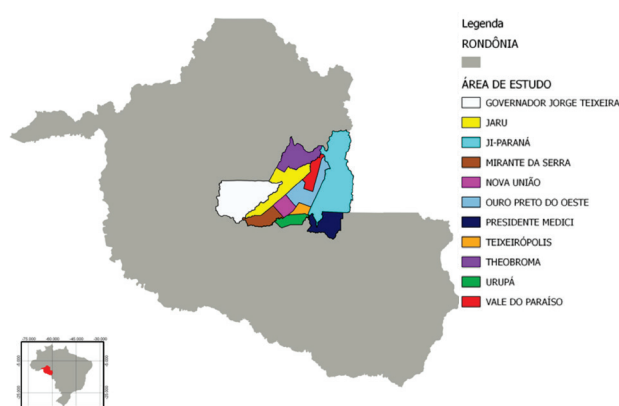 Legenda
RONDÔNIA
ÁREA DE ESTUDO
GOVERNADOR JORGE TEIXEIRA
JARU
JI-PARANÁ
MIRANTE DA SERRA
NOVA UNIÃO
OURO PRETO DO OESTE
PRESIDENTE MEDICI
TEIXEIRÓPOLIS
THEOBROMA
URUPÁ
VALE DO PARAÍSO